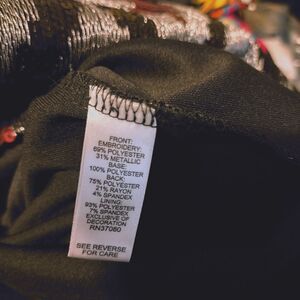 FRONT:
EMBROIDERY:
69% POLYESTER
31% METALLIC
BASE:
100% POLYESTER
BACK:
75% POLYESTER
21% RAYON
4% SPANDEX
LINING:
93% POLYESTER
7% SPANDEX
EXCLUSIVE OF
DECORATION
RN37080
SEE REVERSE
FOR CARE